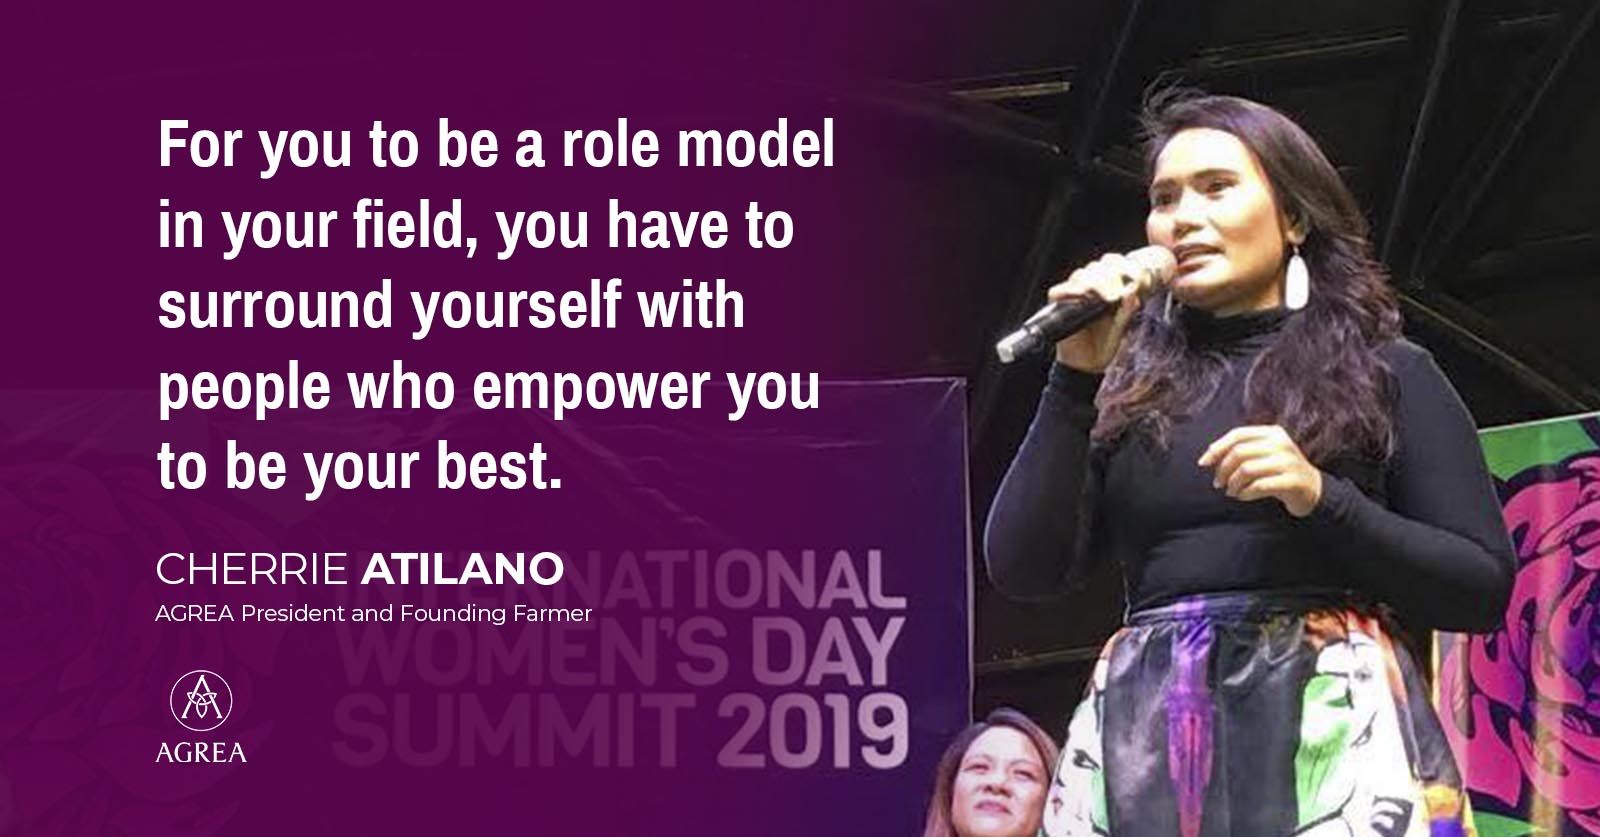 For you to be a role model
in your field, you have to
surround yourself with
people who empower you
to be your best.
CHERRIE ATILANO
AGREA President and Founding Farmer
AGREA
INTERNATIONAL
WOMEN'S DAY
SUMMIT 2019